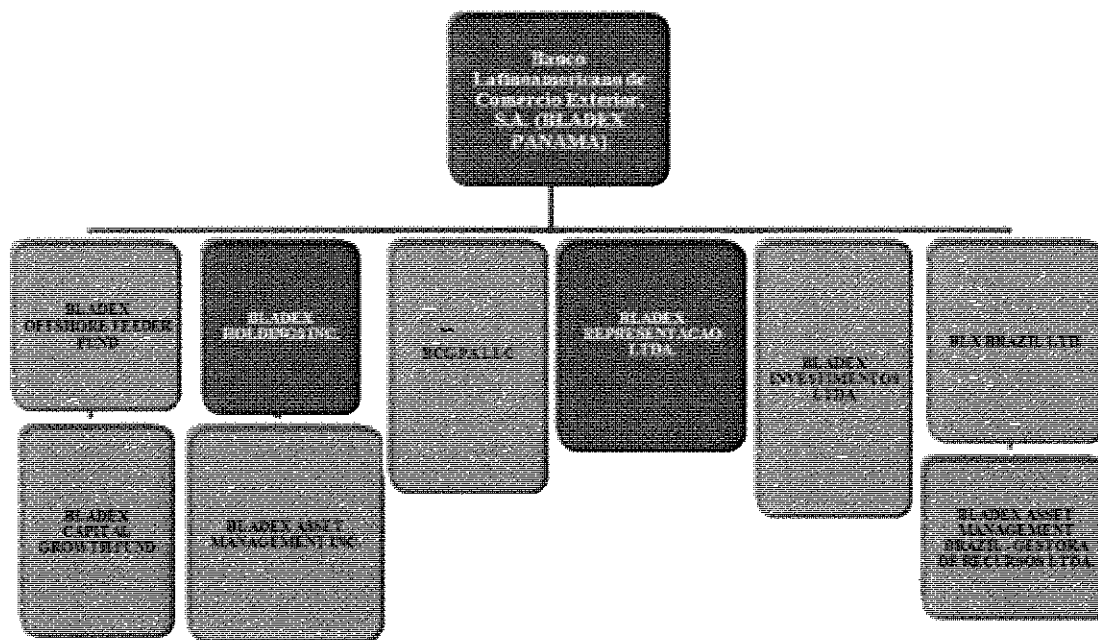 Banco
Latinoamericano de
Comercio Exterior,
S.A. (BLADEX
PANAMA)
BLADEX
OFFSHORE FEEDER
FUND
BLADEX
HOLDINGS INC
BCG PA LLC
BLADEX
REPRESENTACAO
LTDA
BLADEX
INVESTIMENTOS
LTDA
BLX BRAZIL LTD
BLADEX
CAPITAL
GROWTH FUND
BLADEX ASSET
MANAGEMENT INC
BLADEX ASSET
MANAGEMENT
BRAZIL - GESTORA
DE RECURSOS LTDA